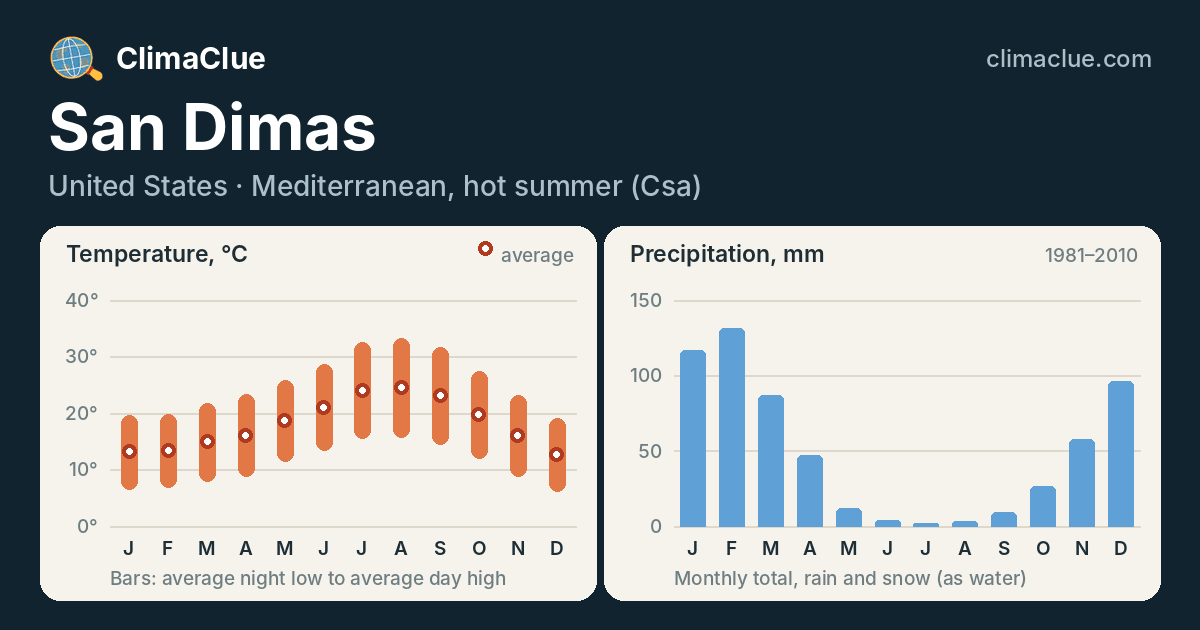 ClimaClue
climaclue.com
San Dimas
United States · Mediterranean, hot summer (Csa)
Temperature, °C
average
40°
30°
20°
10°
0°
J F M A M J J A S O N D
Bars: average night low to average day high
Precipitation, mm
1981–2010
150
100
50
0
J F M A M J J A S O N D
Monthly total, rain and snow (as water)